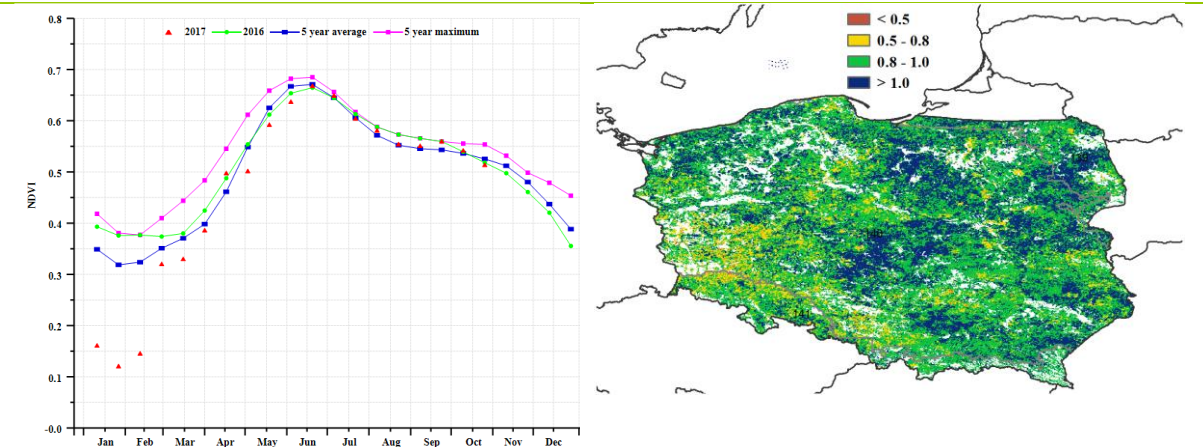 0.8
0.7
0.6
0.5
0.4
0.3
0.2
0.1
-0.0
NDVI
2017 2016 5 year average 5 year maximum
Jan Feb Mar Apr May Jun Jul Aug Sep Oct Nov Dec
< 0.5
0.5 - 0.8
0.8 - 1.0
> 1.0